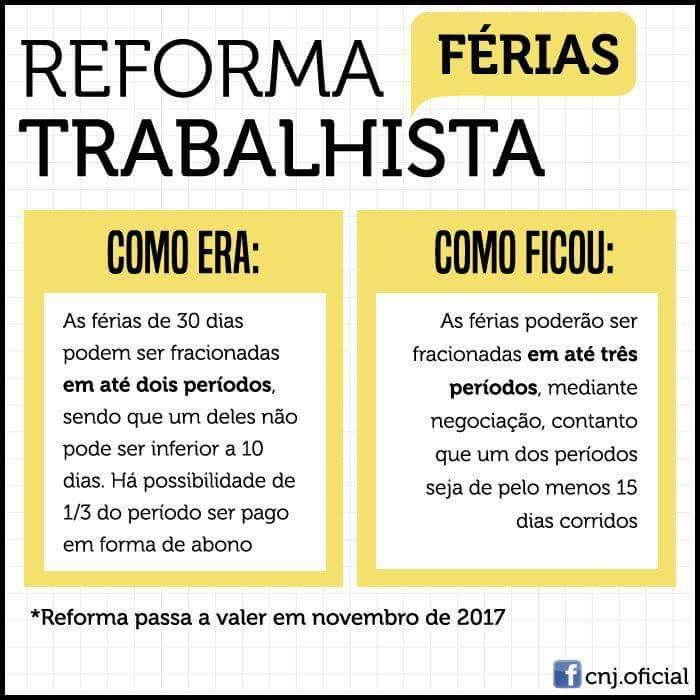 REFORMA
FÉRIAS
TRABALHISTA
COMO ERA:
As férias de 30 dias
podem ser fracionadas
em até dois períodos,
sendo que um deles não
pode ser inferior a 10
dias. Há possibilidade de
1/3 do período ser pago
em forma de abono
COMO FICOU:
As férias poderão ser
fracionadas em até três
períodos, mediante
negociação, contanto
que um dos períodos
seja de pelo menos 15
dias corridos
*Reforma passa a valer em novembro de 2017
f cnj.oficial